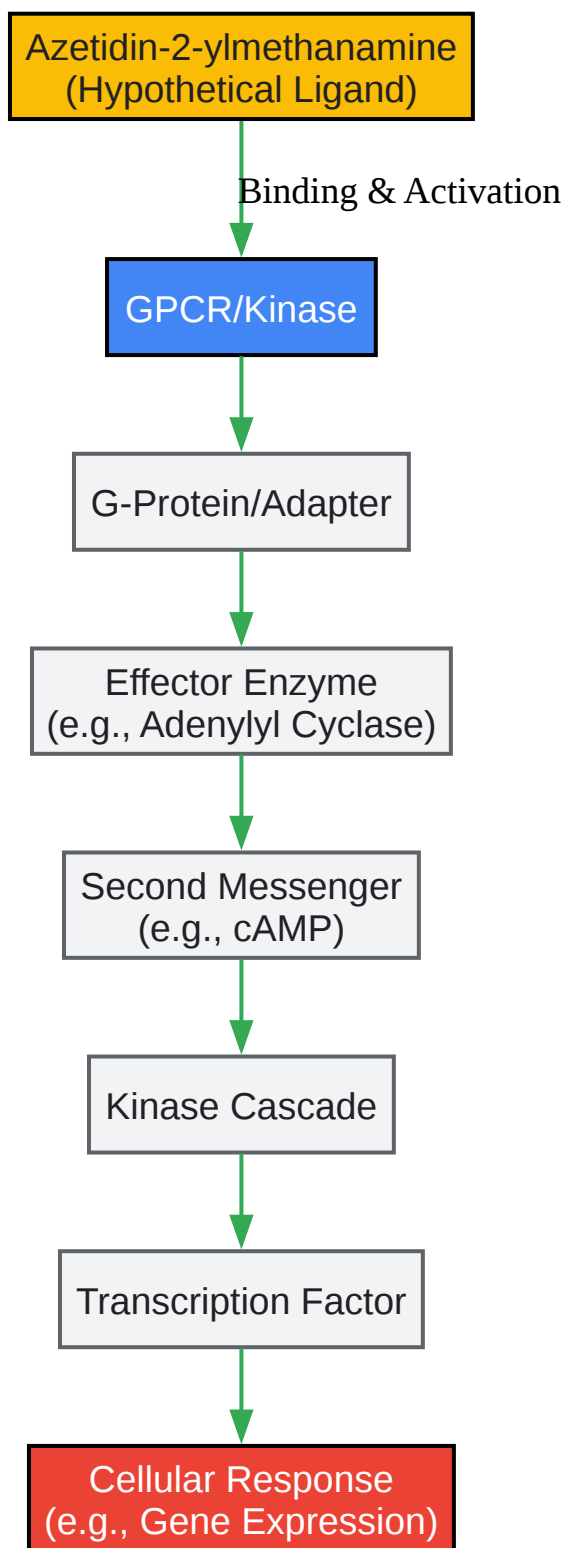 Azetidin-2-ylmethanamine
(Hypothetical Ligand)
Binding & Activation
GPCR/Kinase
G-Protein/Adapter
Effector Enzyme
(e.g., Adenylyl Cyclase)
Second Messenger
(e.g., cAMP)
Kinase Cascade
Transcription Factor
Cellular Response
(e.g., Gene Expression)